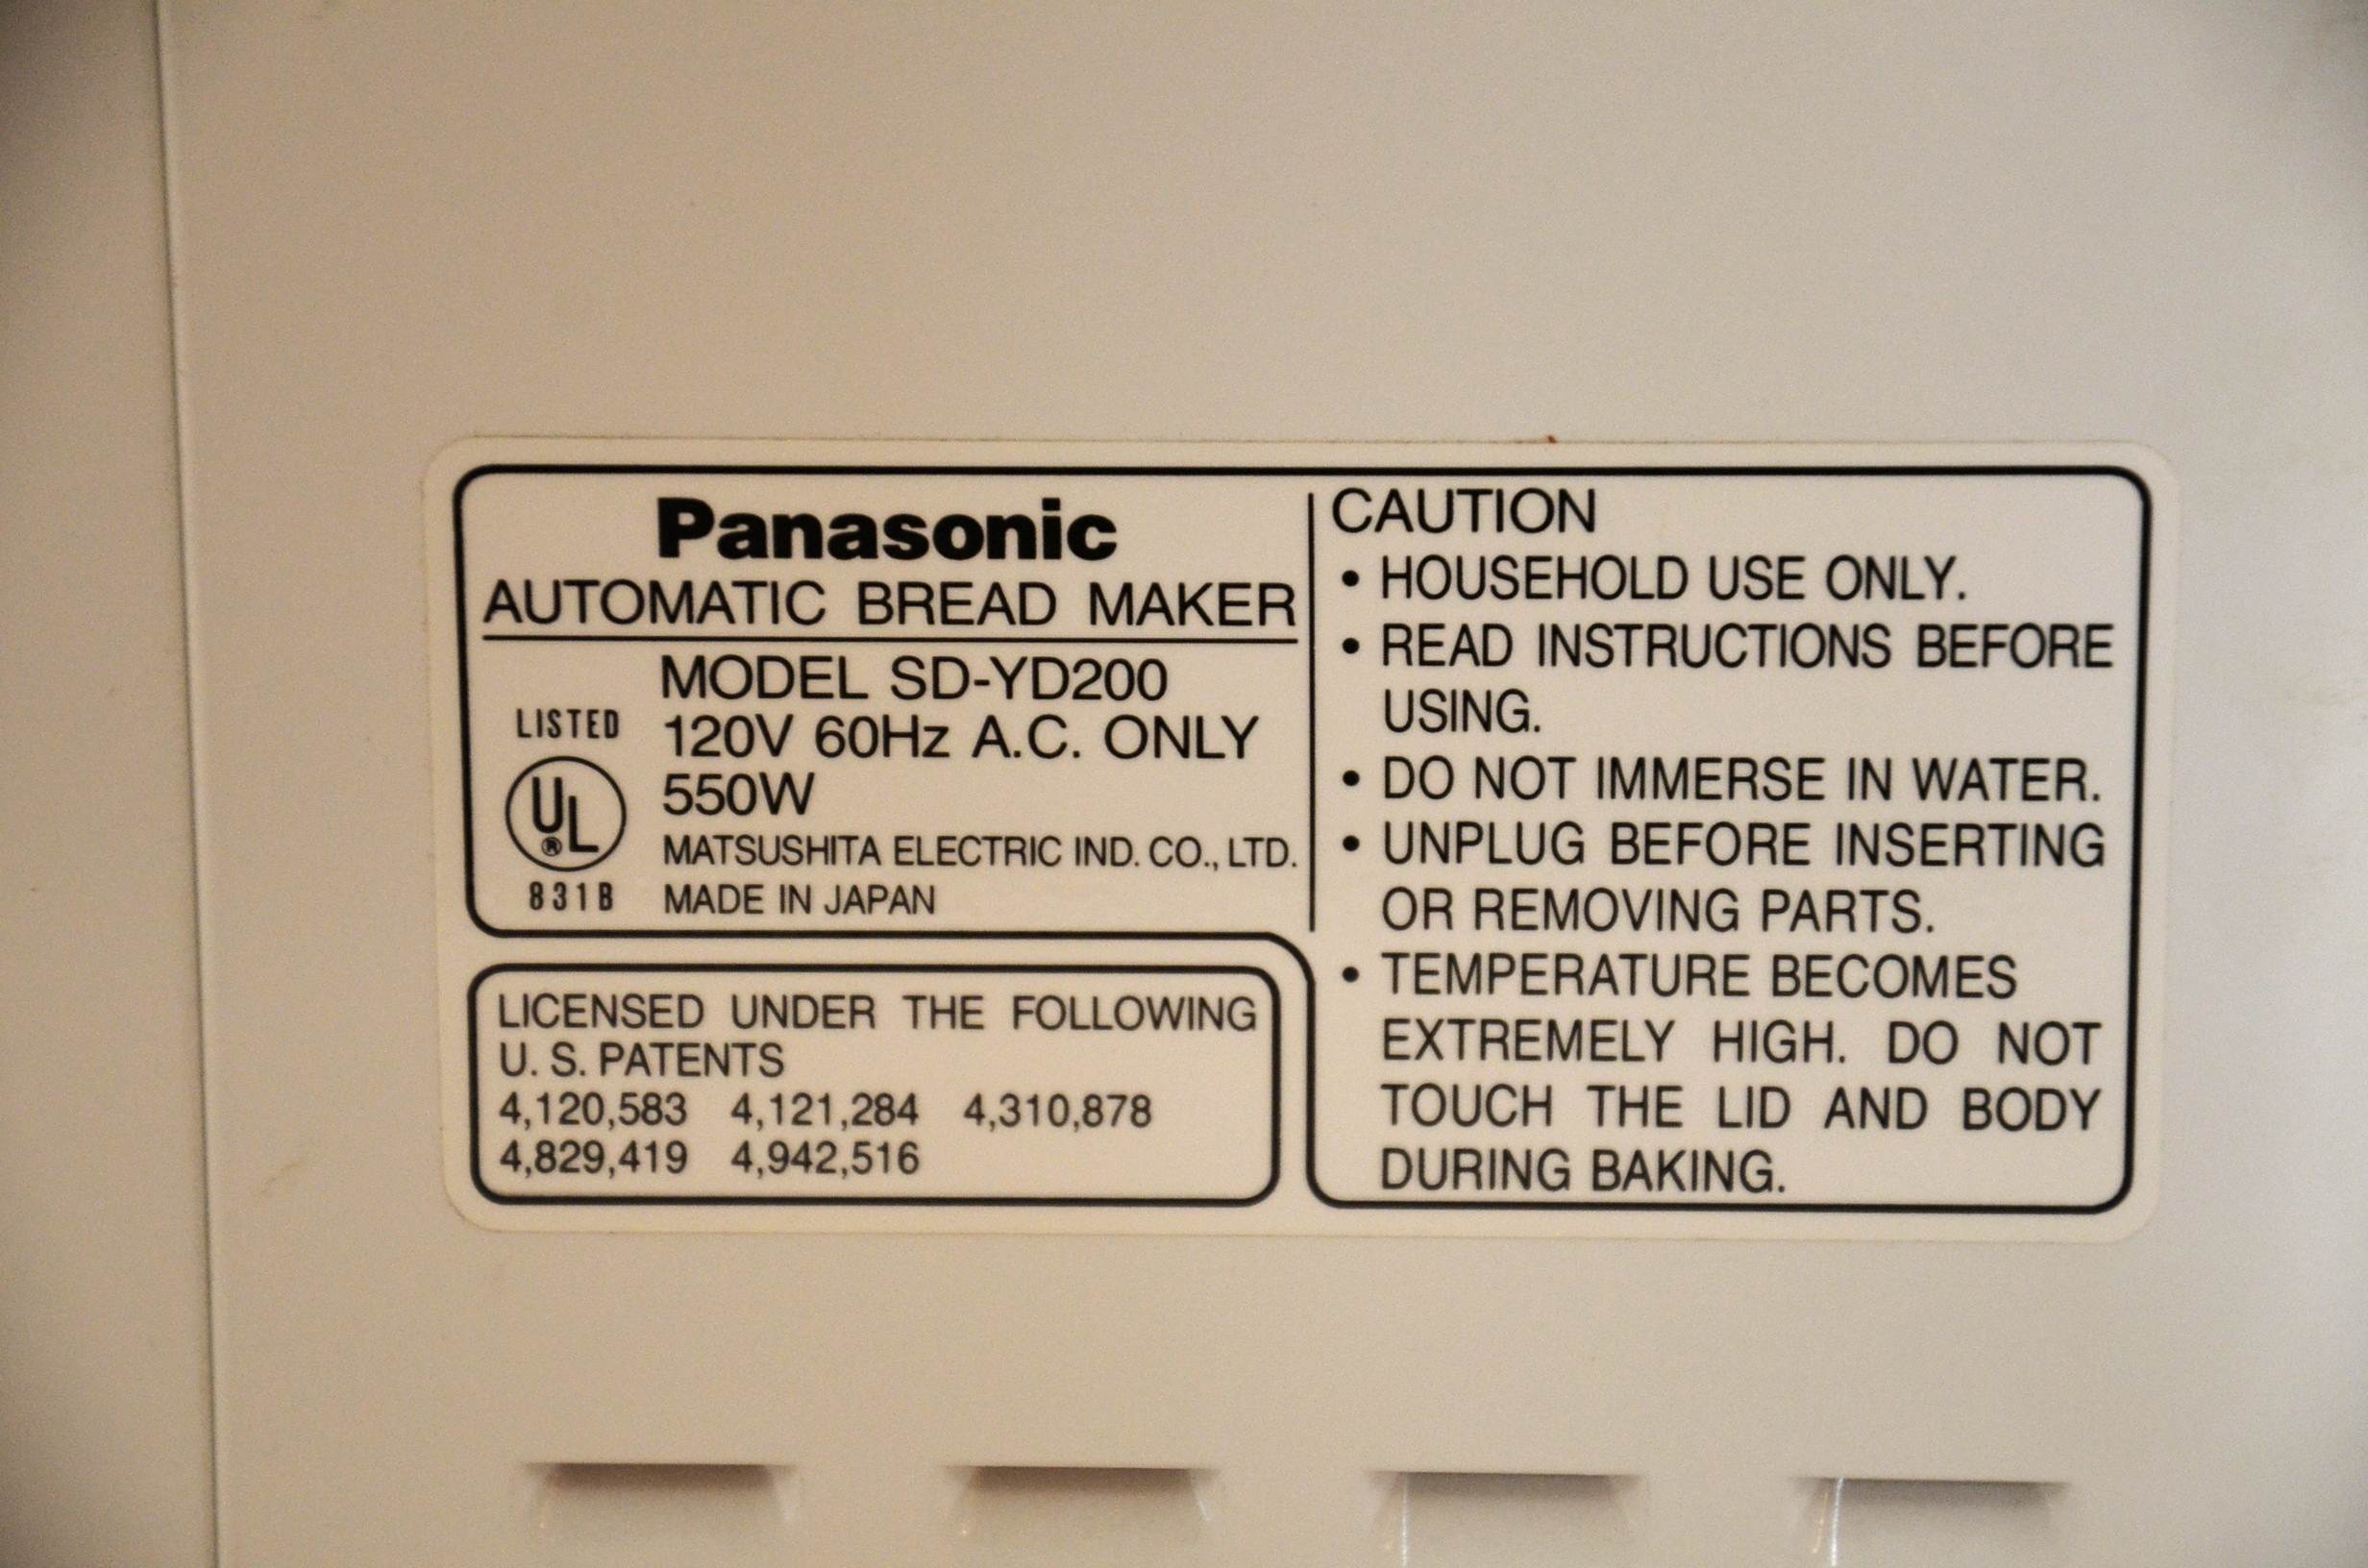 Panasonic
AUTOMATIC BREAD MAKER
MODEL SD-YD200
120V 60Hz A.C. ONLY
550W
MATSUSHITA ELECTRIC IND. CO., LTD.
MADE IN JAPAN
LISTED
UL
®
831B
LICENSED UNDER THE FOLLOWING
U. S. PATENTS
4,120,583 4,121,284 4,310,878
4,829,419 4,942,516
CAUTION
• HOUSEHOLD USE ONLY.
• READ INSTRUCTIONS BEFORE
USING.
• DO NOT IMMERSE IN WATER.
• UNPLUG BEFORE INSERTING
OR REMOVING PARTS.
• TEMPERATURE BECOMES
EXTREMELY HIGH. DO NOT
TOUCH THE LID AND BODY
DURING BAKING.